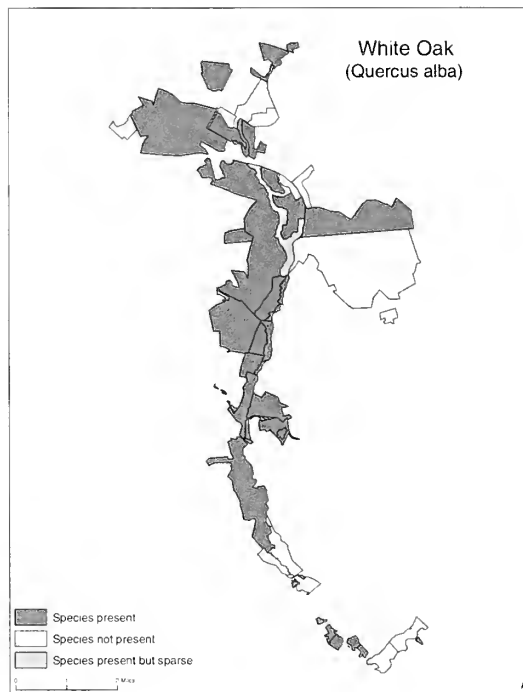 White Oak
(Quercus alba)
Species present
Species not present
Species present but sparse
0 1 2 Miles